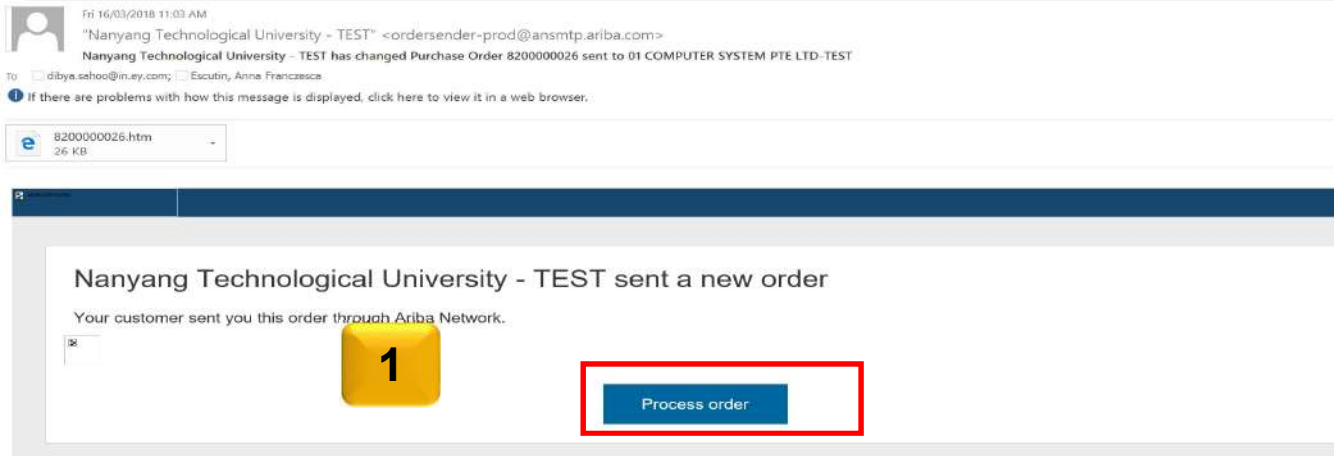 Fri 16/03/2018 11:03 AM
"Nanyang Technological University - TEST" <ordersender-prod@ansmtp.ariba.com>
Nanyang Technological University - TEST has changed Purchase Order 8200000026 sent to 01 COMPUTER SYSTEM PTE LTD-TEST
To dibya.sahoo@in.ey.com; Escutin, Anna Franczesca
If there are problems with how this message is displayed, click here to view it in a web browser.
8200000026.htm
26 KB
Nanyang Technological University - TEST sent a new order
Your customer sent you this order through Ariba Network.
1
Process order